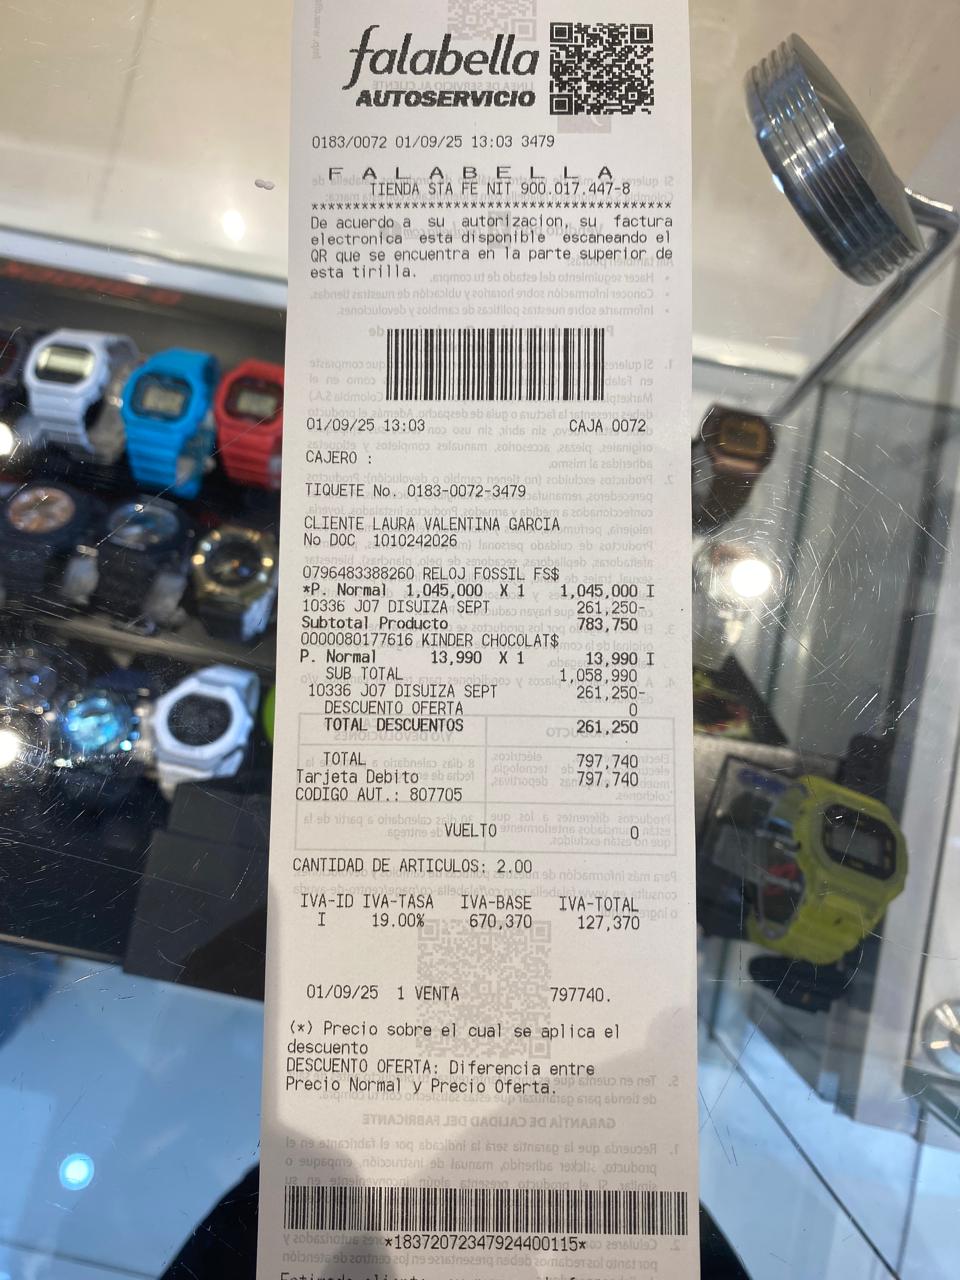 falabella
AUTOSERVICIO
0183/0072 01/09/25 13:03 3479
F A L A B E L L A
TIENDA STA FE NIT 900.017.447-8
****************************************
De acuerdo a su autorizacion, su factura
electronica esta disponible escaneando el
QR que se encuentra en la parte superior de
esta tirilla.
01/09/25 13:03 CAJA 0072
CAJERO :
TIQUETE No. 0183-0072-3479
CLIENTE LAURA VALENTINA GARCIA
No DOC 1010242026
0796483388260 RELOJ FOSSIL FS$
*P. Normal 1,045,000 X 1 1,045,000 I
10336 J07 DISUIZA SEPT 261,250-
Subtotal Producto 783,750
0000080177616 KINDER CHOCOLAT$
P. Normal 13,990 X 1 13,990 I
SUB TOTAL 1,058,990
10336 J07 DISUIZA SEPT 261,250-
DESCUENTO OFERTA 0
TOTAL DESCUENTOS 261,250
TOTAL 797,740
Tarjeta Debito 797,740
CODIGO AUT.: 807705
VUELTO 0
CANTIDAD DE ARTICULOS: 2.00
IVA-ID IVA-TASA IVA-BASE IVA-TOTAL
I 19.00% 670,370 127,370
01/09/25 1 VENTA 797740.
(*) Precio sobre el cual se aplica el
descuento
DESCUENTO OFERTA: Diferencia entre
Precio Normal y Precio Oferta.
*18372072347924400115*